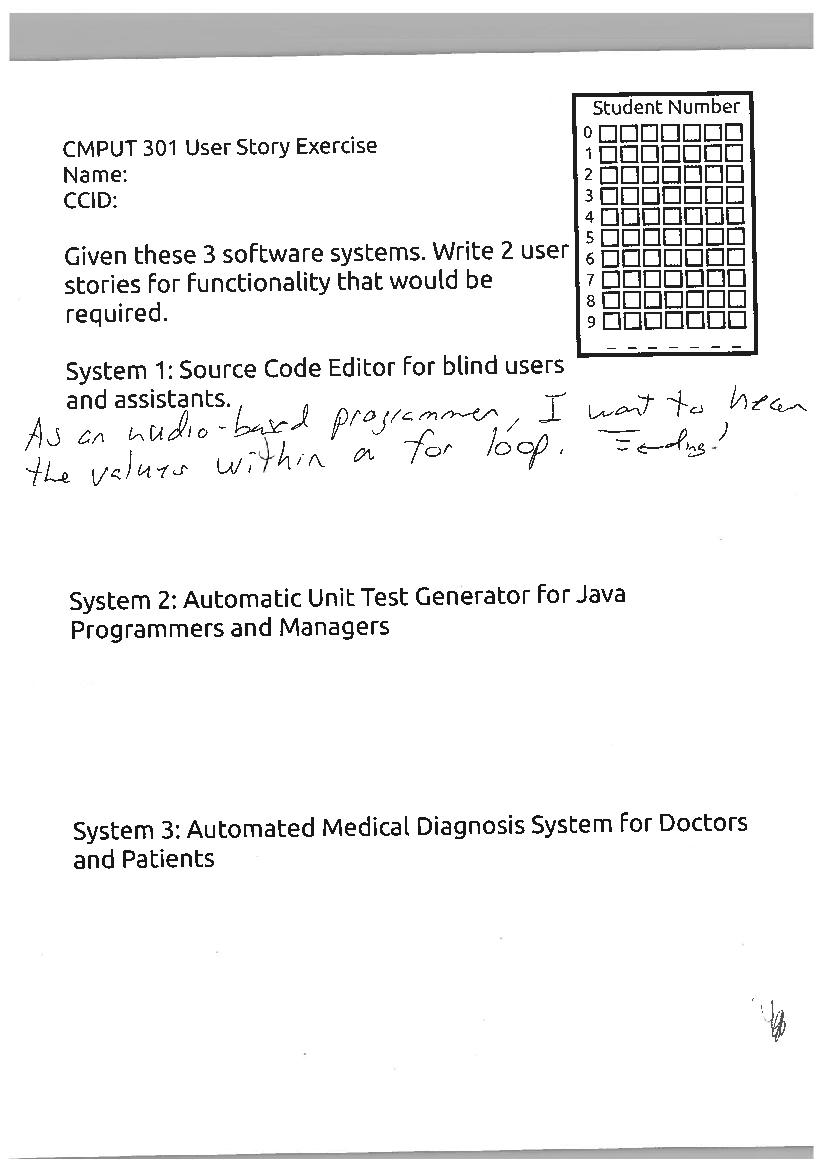 Student Number
0
1
2
3
4
5
6
7
8
9
CMPUT 301 User Story Exercise
Name:
CCID:
Given these 3 software systems. Write 2 user
stories for functionality that would be
required.
System 1: Source Code Editor for blind users
and assistants.
As an audio-based programmer, I want to hear
the values within a for loop.
System 2: Automatic Unit Test Generator for Java
Programmers and Managers
System 3: Automated Medical Diagnosis System for Doctors
and Patients